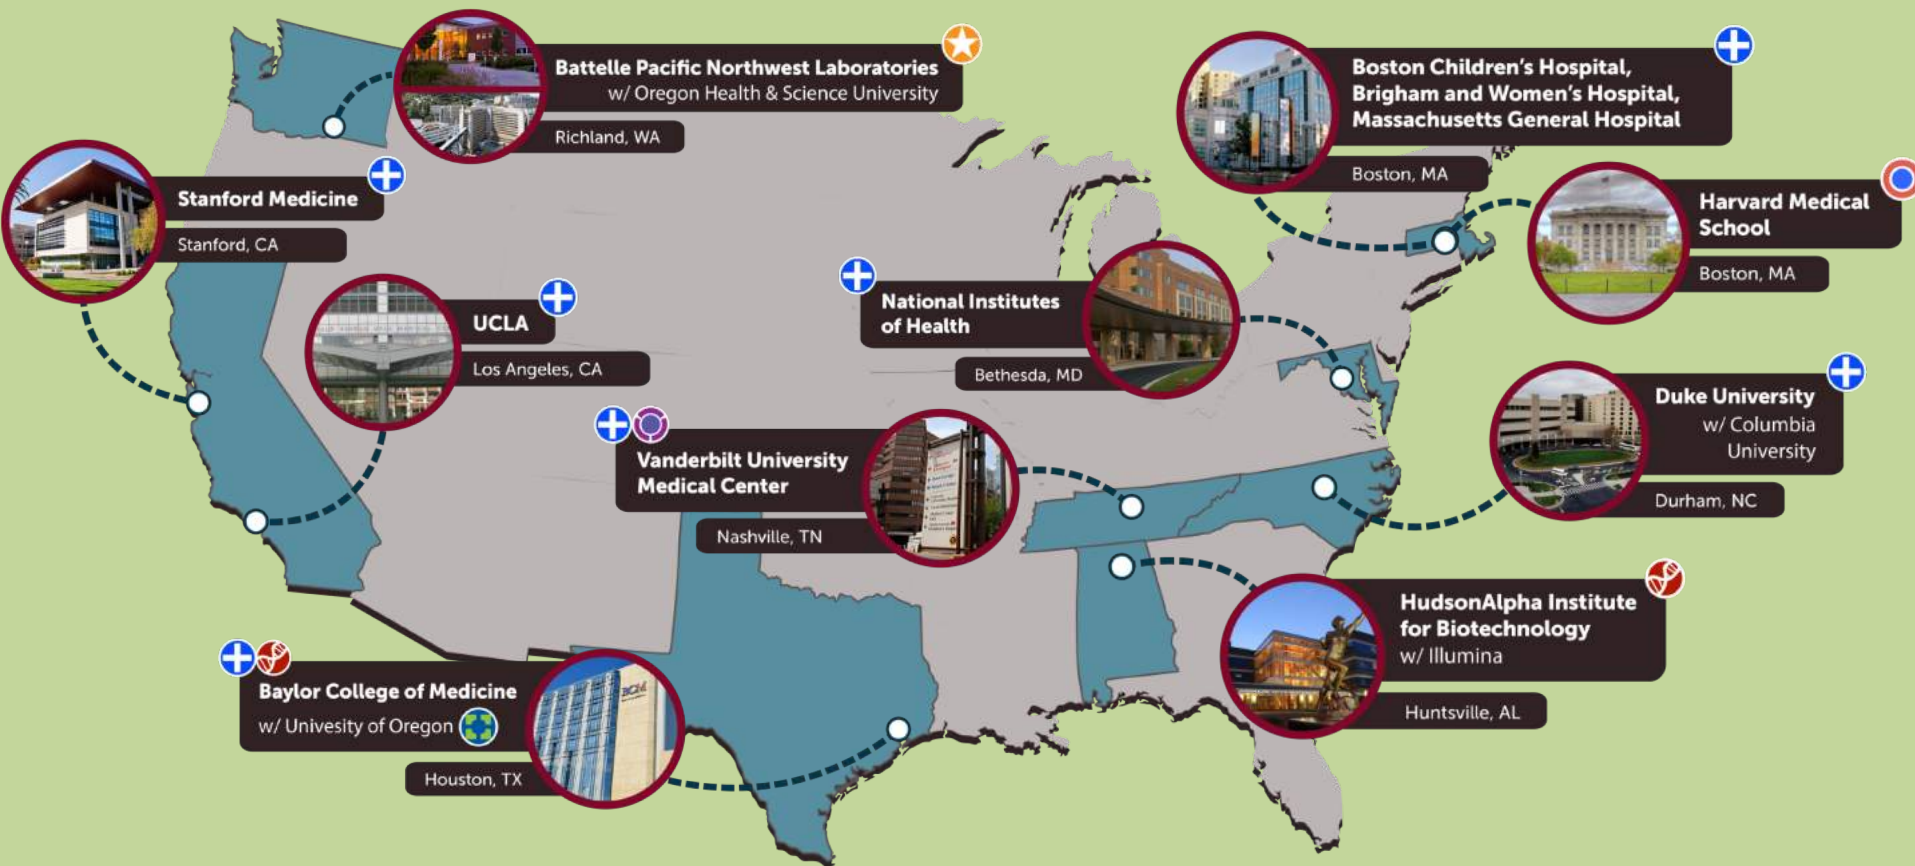 Battelle Pacific Northwest Laboratories
w/ Oregon Health & Science University
Richland, WA
Boston Children's Hospital,
Brigham and Women's Hospital,
Massachusetts General Hospital
Boston, MA
Stanford Medicine
Stanford, CA
Harvard Medical
School
Boston, MA
UCLA
Los Angeles, CA
National Institutes
of Health
Bethesda, MD
Duke University
w/ Columbia
University
Durham, NC
Vanderbilt University
Medical Center
Nashville, TN
HudsonAlpha Institute
for Biotechnology
w/ Illumina
Huntsville, AL
Baylor College of Medicine
w/ Univesity of Oregon
Houston, TX
BCM